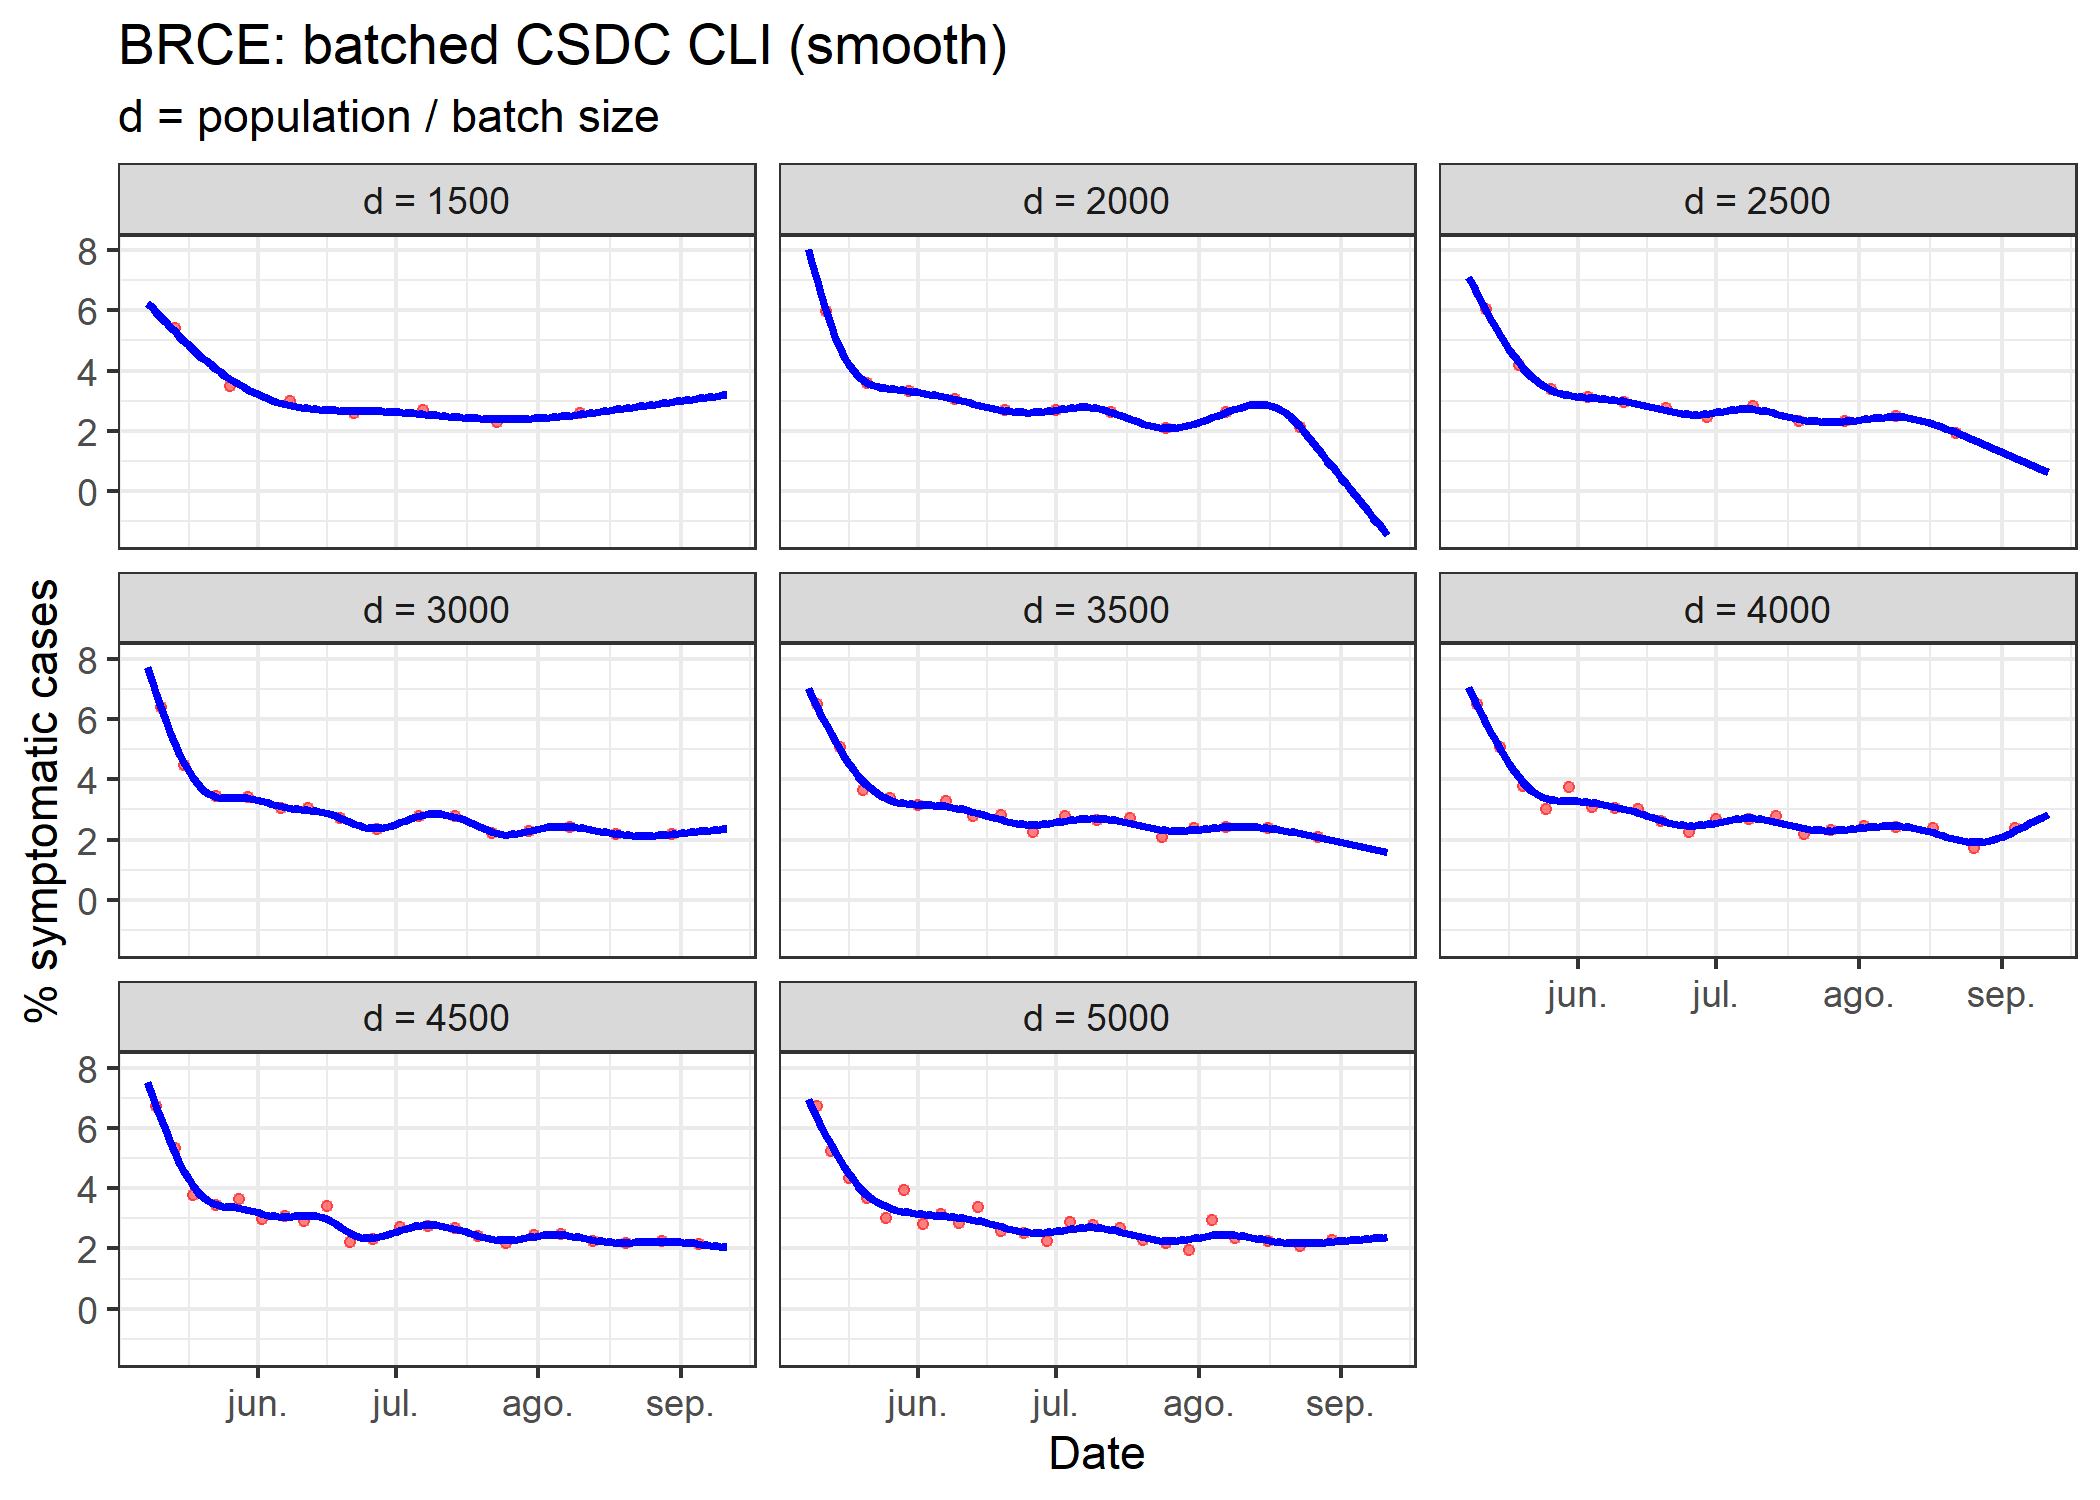 BRCE: batched CSDC CLI (smooth)
d = population / batch size
d = 1500
d = 2000
d = 2500
8
6
4
2
0
d = 3000
d = 3500
d = 4000
8
6
4
2
0
jun.
jul.
ago.
sep.
d = 4500
d = 5000
8
6
4
2
0
jun.
jul.
ago.
sep.
jun.
jul.
ago.
sep.
% symptomatic cases
Date